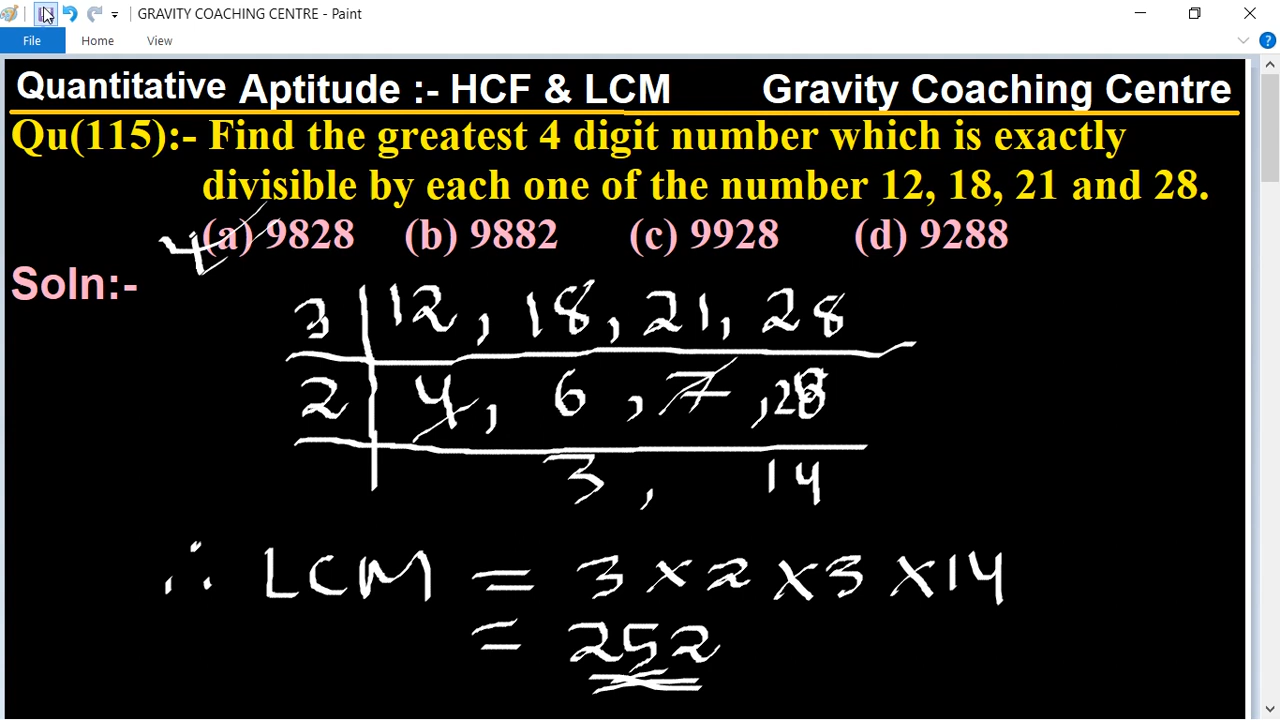 GRAVITY COACHING CENTRE - Paint
File Home View
Quantitative Aptitude :- HCF & LCM Gravity Coaching Centre
Qu(115):- Find the greatest 4 digit number which is exactly
divisible by each one of the number 12, 18, 21 and 28.
(a) 9828 (b) 9882 (c) 9928 (d) 9288
Soln:-
3 | 12, 18, 21, 28
2 | 4, 6, 7, 28
3, 14
∴ LCM = 3 × 2 × 3 × 14
= 252